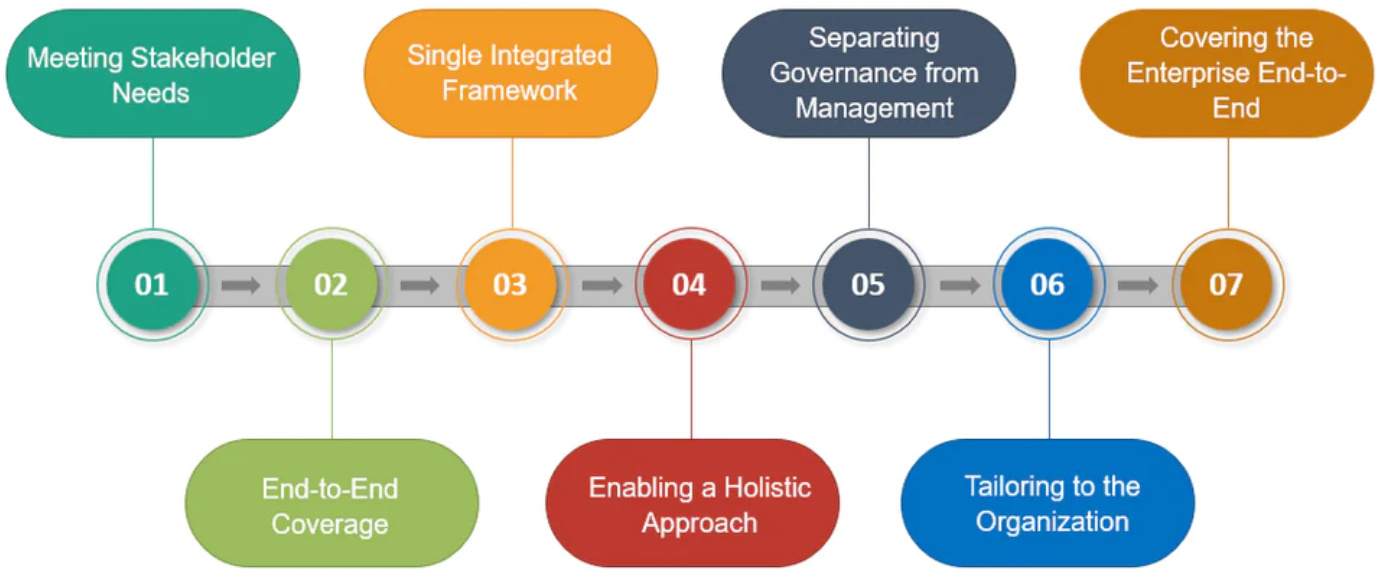 Meeting Stakeholder
Needs
Single Integrated
Framework
Separating
Governance from
Management
Covering the
Enterprise End-to-
End
01
02
03
04
05
06
07
End-to-End
Coverage
Enabling a Holistic
Approach
Tailoring to the
Organization